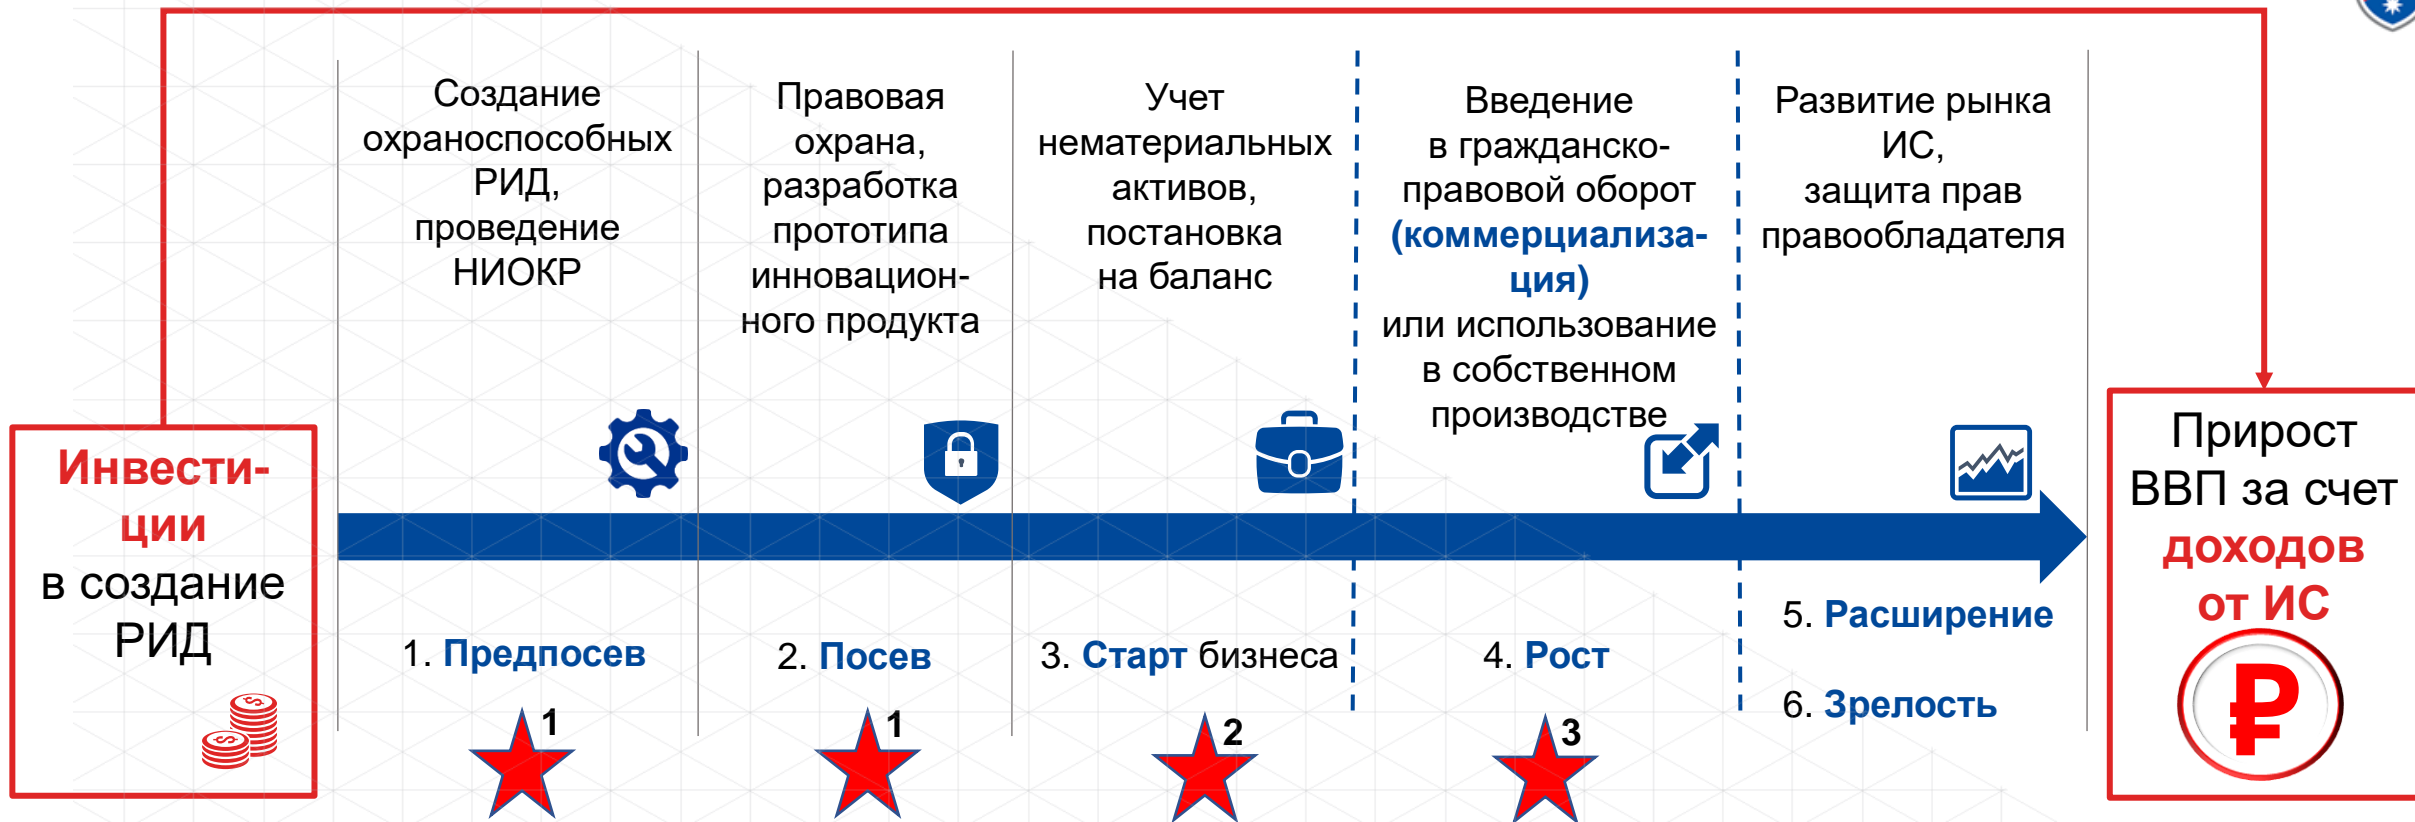 Создание
охраноспособных
РИД,
проведение
НИОКР
Правовая
охрана,
разработка
прототипа
инновацион-
ного продукта
Учет
нематериальных
активов,
постановка
на баланс
Введение
в гражданско-
правовой оборот
(коммерциализа-
ция)
или использование
в собственном
производстве
Развитие рынка
ИС,
защита прав
правообладателя
Инвести-
ции
в создание
РИД
Прирост
ВВП за счет
доходов
от ИС
₽
1. Предпосев
2. Посев
3. Старт бизнеса
4. Рост
5. Расширение
6. Зрелость
1
1
2
3